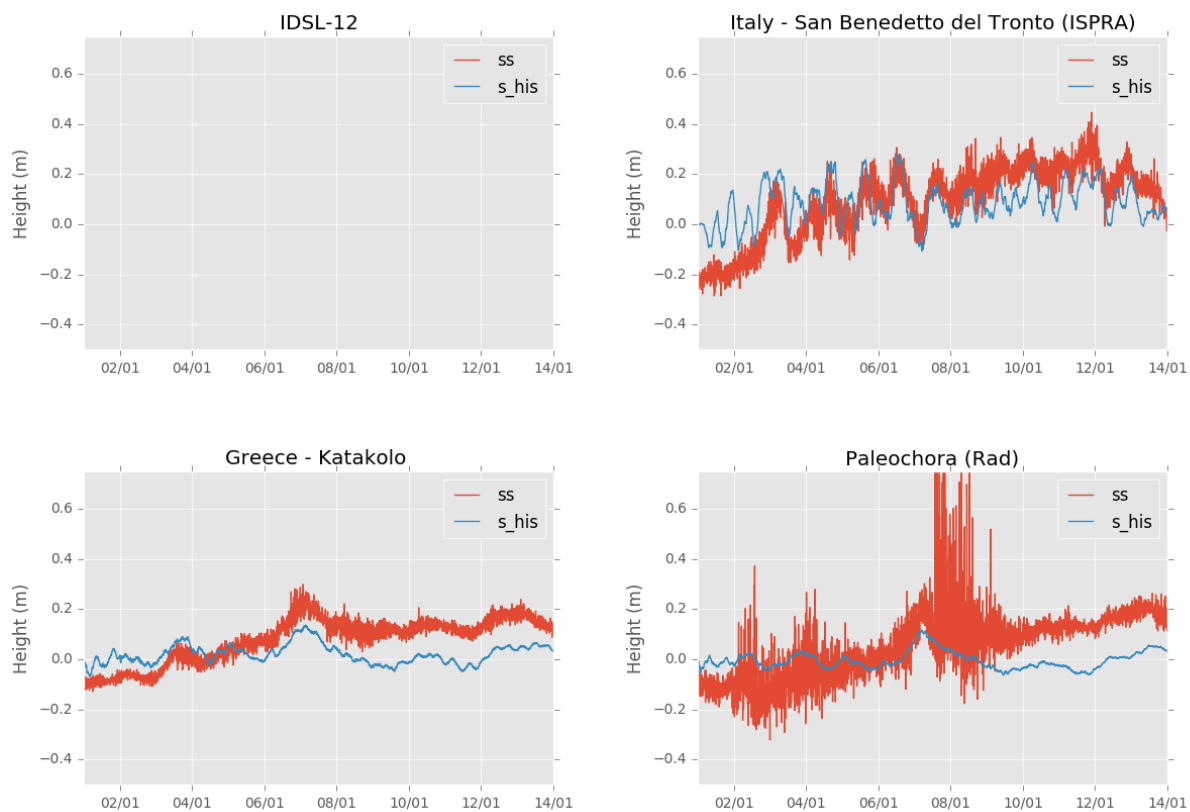 IDSL-12
Height (m)
0.6
0.4
0.2
0.0
−0.2
−0.4
02/01 04/01 06/01 08/01 10/01 12/01 14/01
ss
s_his
Italy - San Benedetto del Tronto (ISPRA)
Height (m)
0.6
0.4
0.2
0.0
−0.2
−0.4
02/01 04/01 06/01 08/01 10/01 12/01 14/01
ss
s_his
Greece - Katakolo
Height (m)
0.6
0.4
0.2
0.0
−0.2
−0.4
02/01 04/01 06/01 08/01 10/01 12/01 14/01
ss
s_his
Paleochora (Rad)
Height (m)
0.6
0.4
0.2
0.0
−0.2
−0.4
02/01 04/01 06/01 08/01 10/01 12/01 14/01
ss
s_his